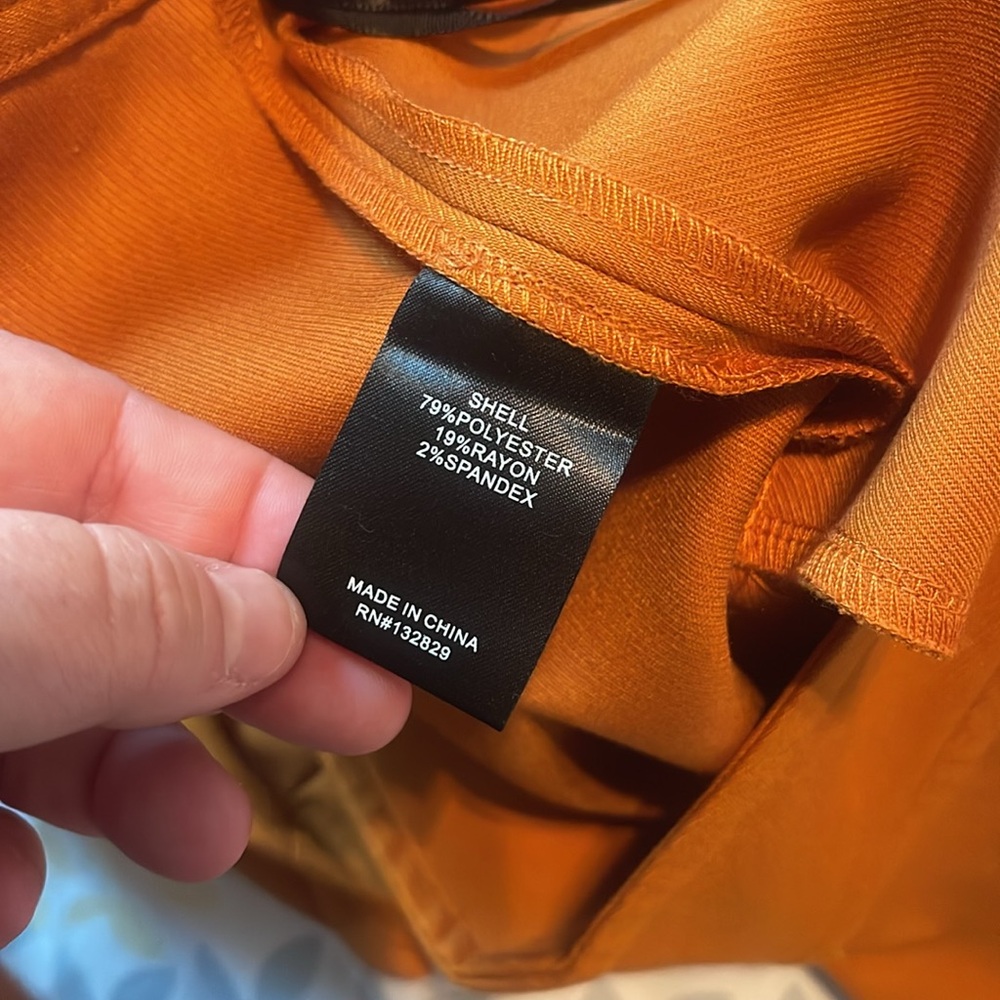 SHELL
79%POLYESTER
19%RAYON
2%SPANDEX
MADE IN CHINA
RN#132829